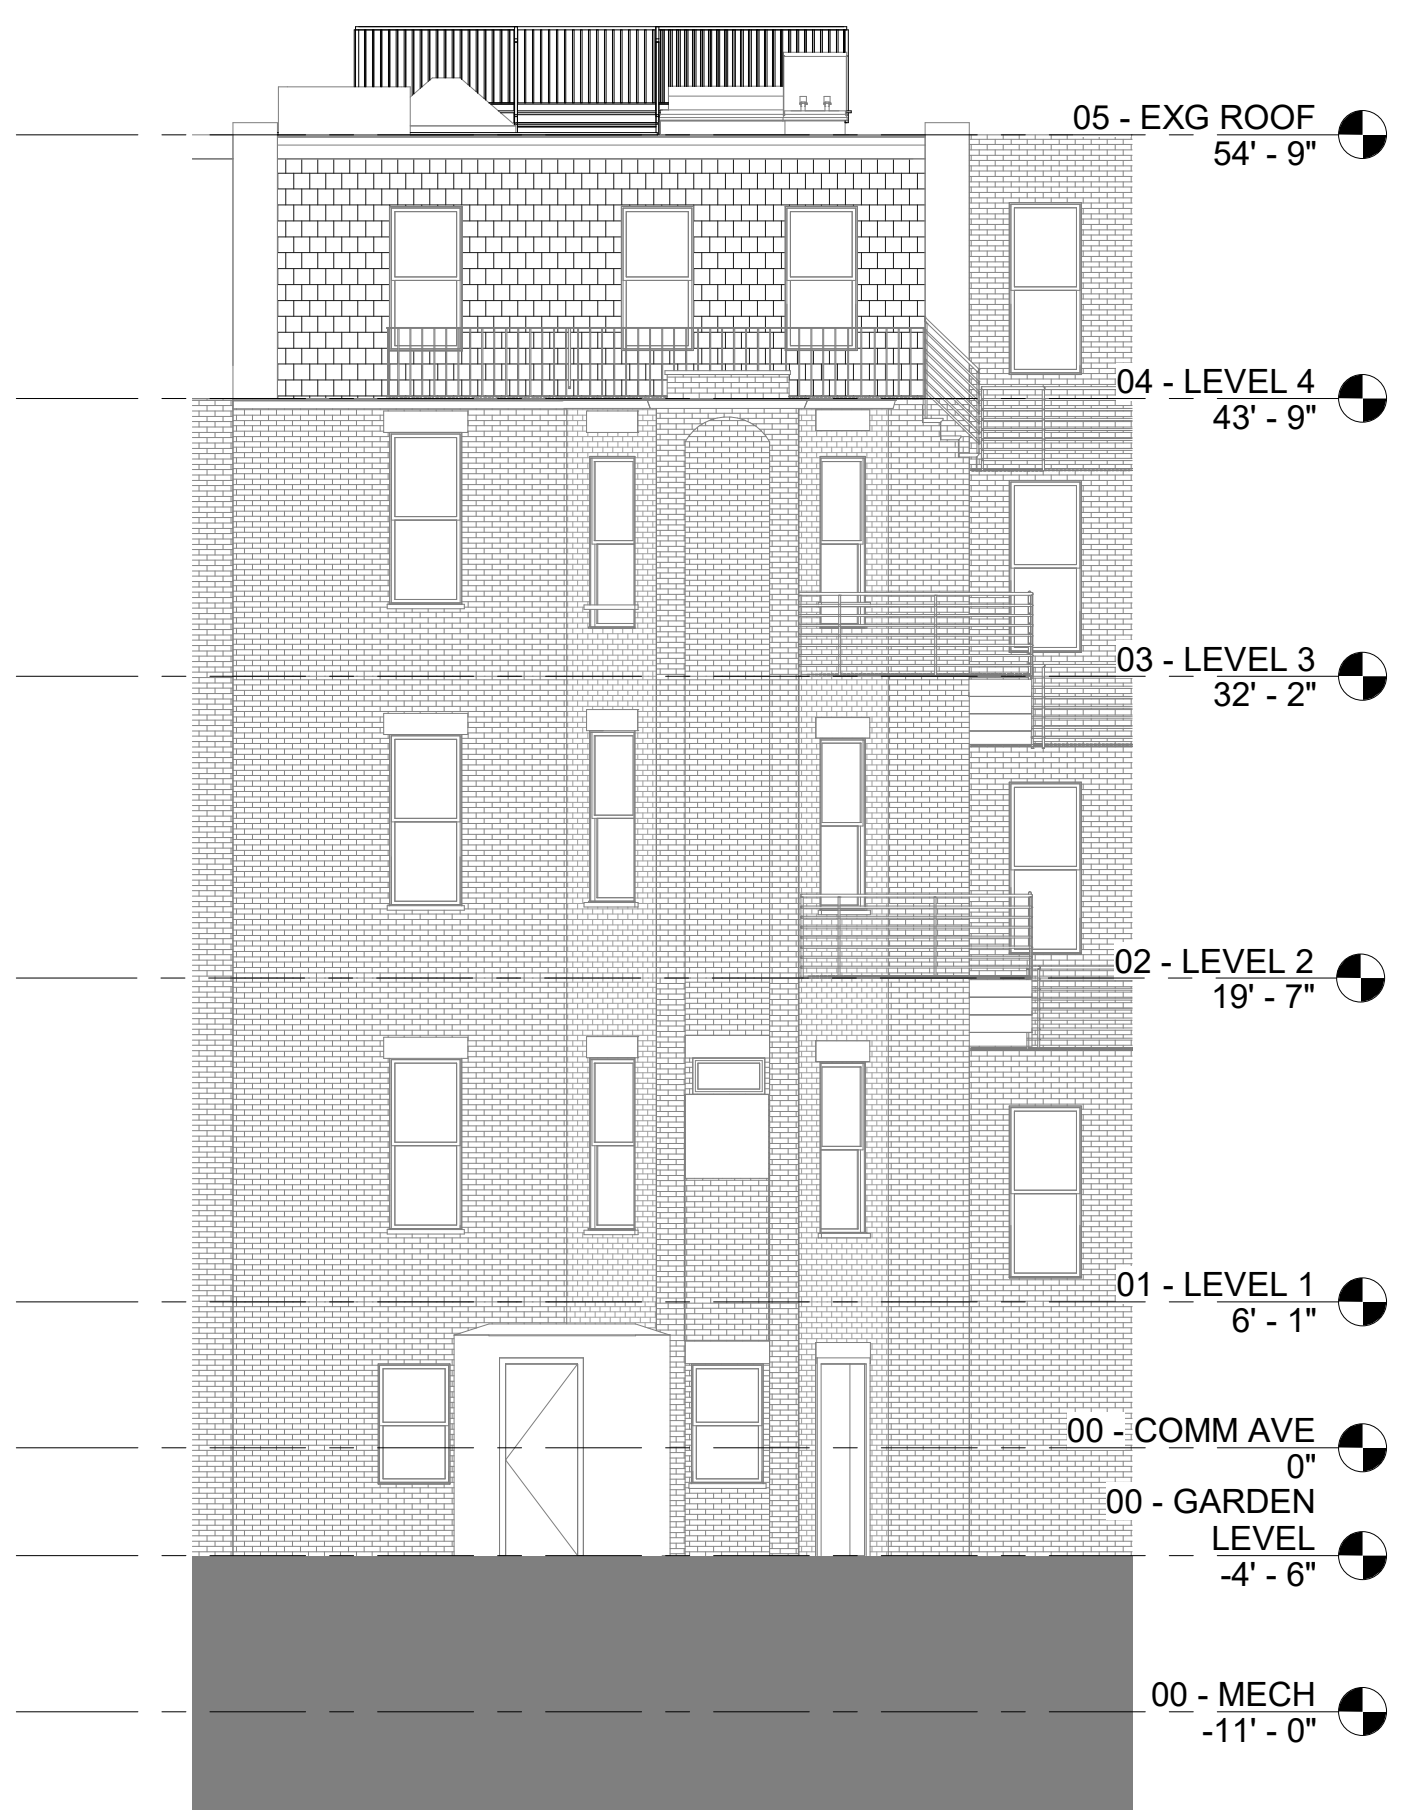 05 - EXG ROOF
54' - 9"
04 - LEVEL 4
43' - 9"
03 - LEVEL 3
32' - 2"
02 - LEVEL 2
19' - 7"
01 - LEVEL 1
6' - 1"
00 - COMM AVE
0"
00 - GARDEN
LEVEL
-4' - 6"
00 - MECH
-11' - 0"